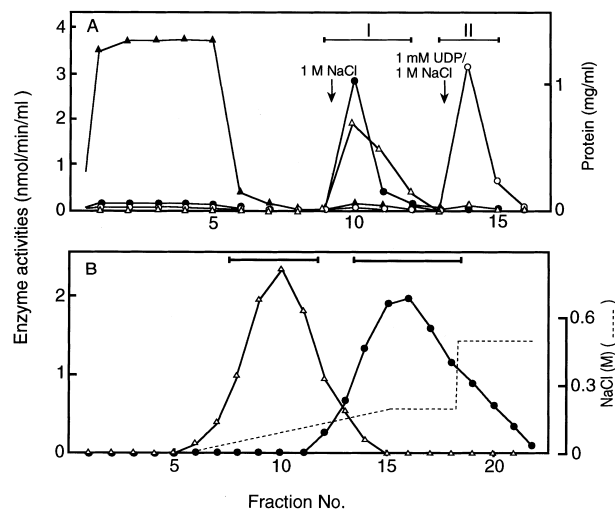 A
I
II
1 M NaCl
1 mM UDP/
1 M NaCl
4
3
2
1
0
5
10
15
1
0
Protein (mg/ml)
Enzyme activities (nmol/min/ml)
B
2
1
0
5
10
15
20
0.6
0.3
0
NaCl (M) (------)
Fraction No.